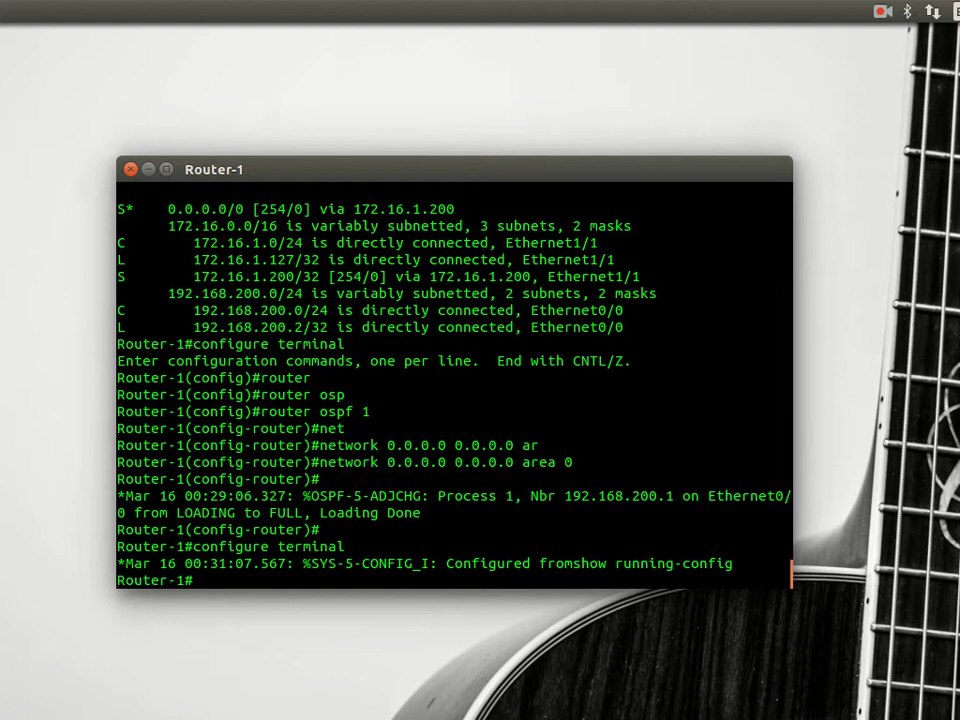 Router-1
S*    0.0.0.0/0 [254/0] via 172.16.1.200
      172.16.0.0/16 is variably subnetted, 3 subnets, 2 masks
C        172.16.1.0/24 is directly connected, Ethernet1/1
L        172.16.1.127/32 is directly connected, Ethernet1/1
S        172.16.1.200/32 [254/0] via 172.16.1.200, Ethernet1/1
      192.168.200.0/24 is variably subnetted, 2 subnets, 2 masks
C        192.168.200.0/24 is directly connected, Ethernet0/0
L        192.168.200.2/32 is directly connected, Ethernet0/0
Router-1#configure terminal
Enter configuration commands, one per line.  End with CNTL/Z.
Router-1(config)#router
Router-1(config)#router osp
Router-1(config)#router ospf 1
Router-1(config-router)#net
Router-1(config-router)#network 0.0.0.0 0.0.0.0 ar
Router-1(config-router)#network 0.0.0.0 0.0.0.0 area 0
Router-1(config-router)#
*Mar 16 00:29:06.327: %OSPF-5-ADJCHG: Process 1, Nbr 192.168.200.1 on Ethernet0/
0 from LOADING to FULL, Loading Done
Router-1(config-router)#
Router-1#configure terminal
*Mar 16 00:31:07.567: %SYS-5-CONFIG_I: Configured fromshow running-config
Router-1#